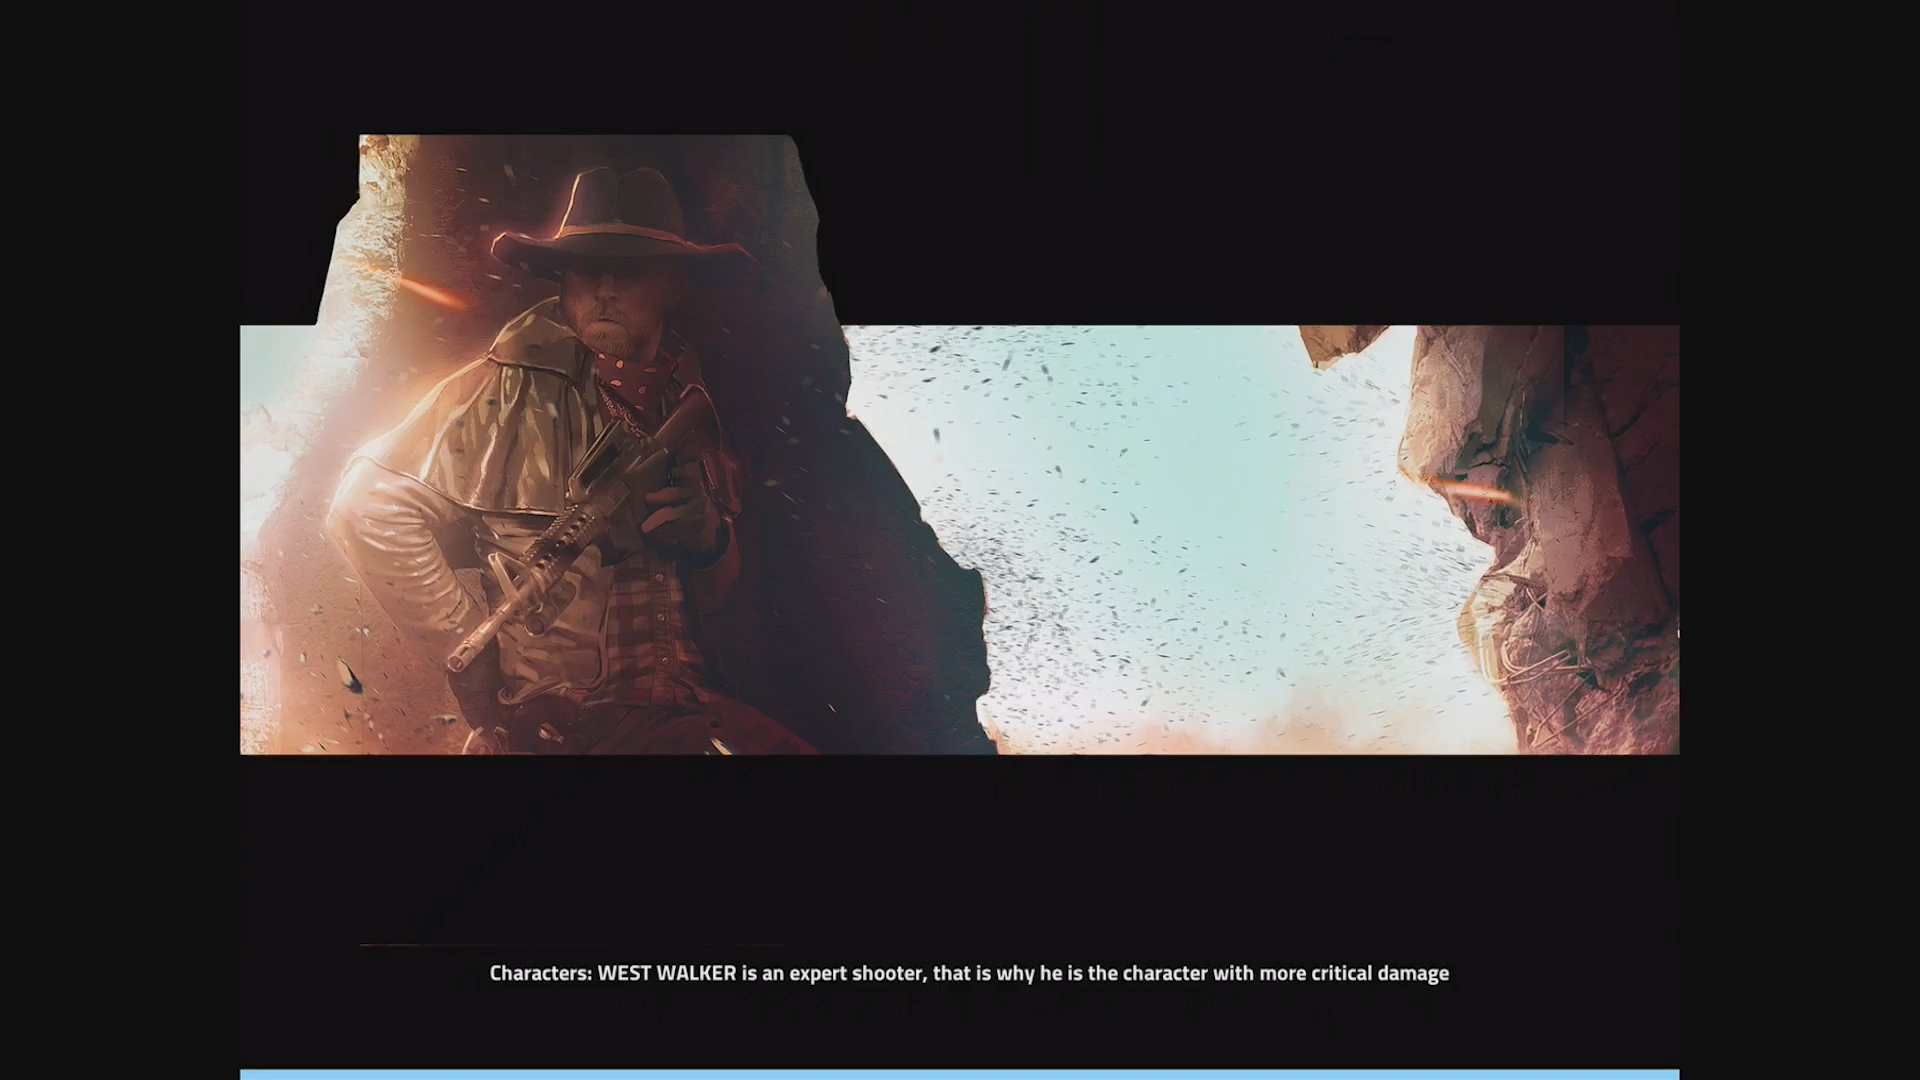 Characters: WEST WALKER is an expert shooter, that is why he is the character with more critical damage